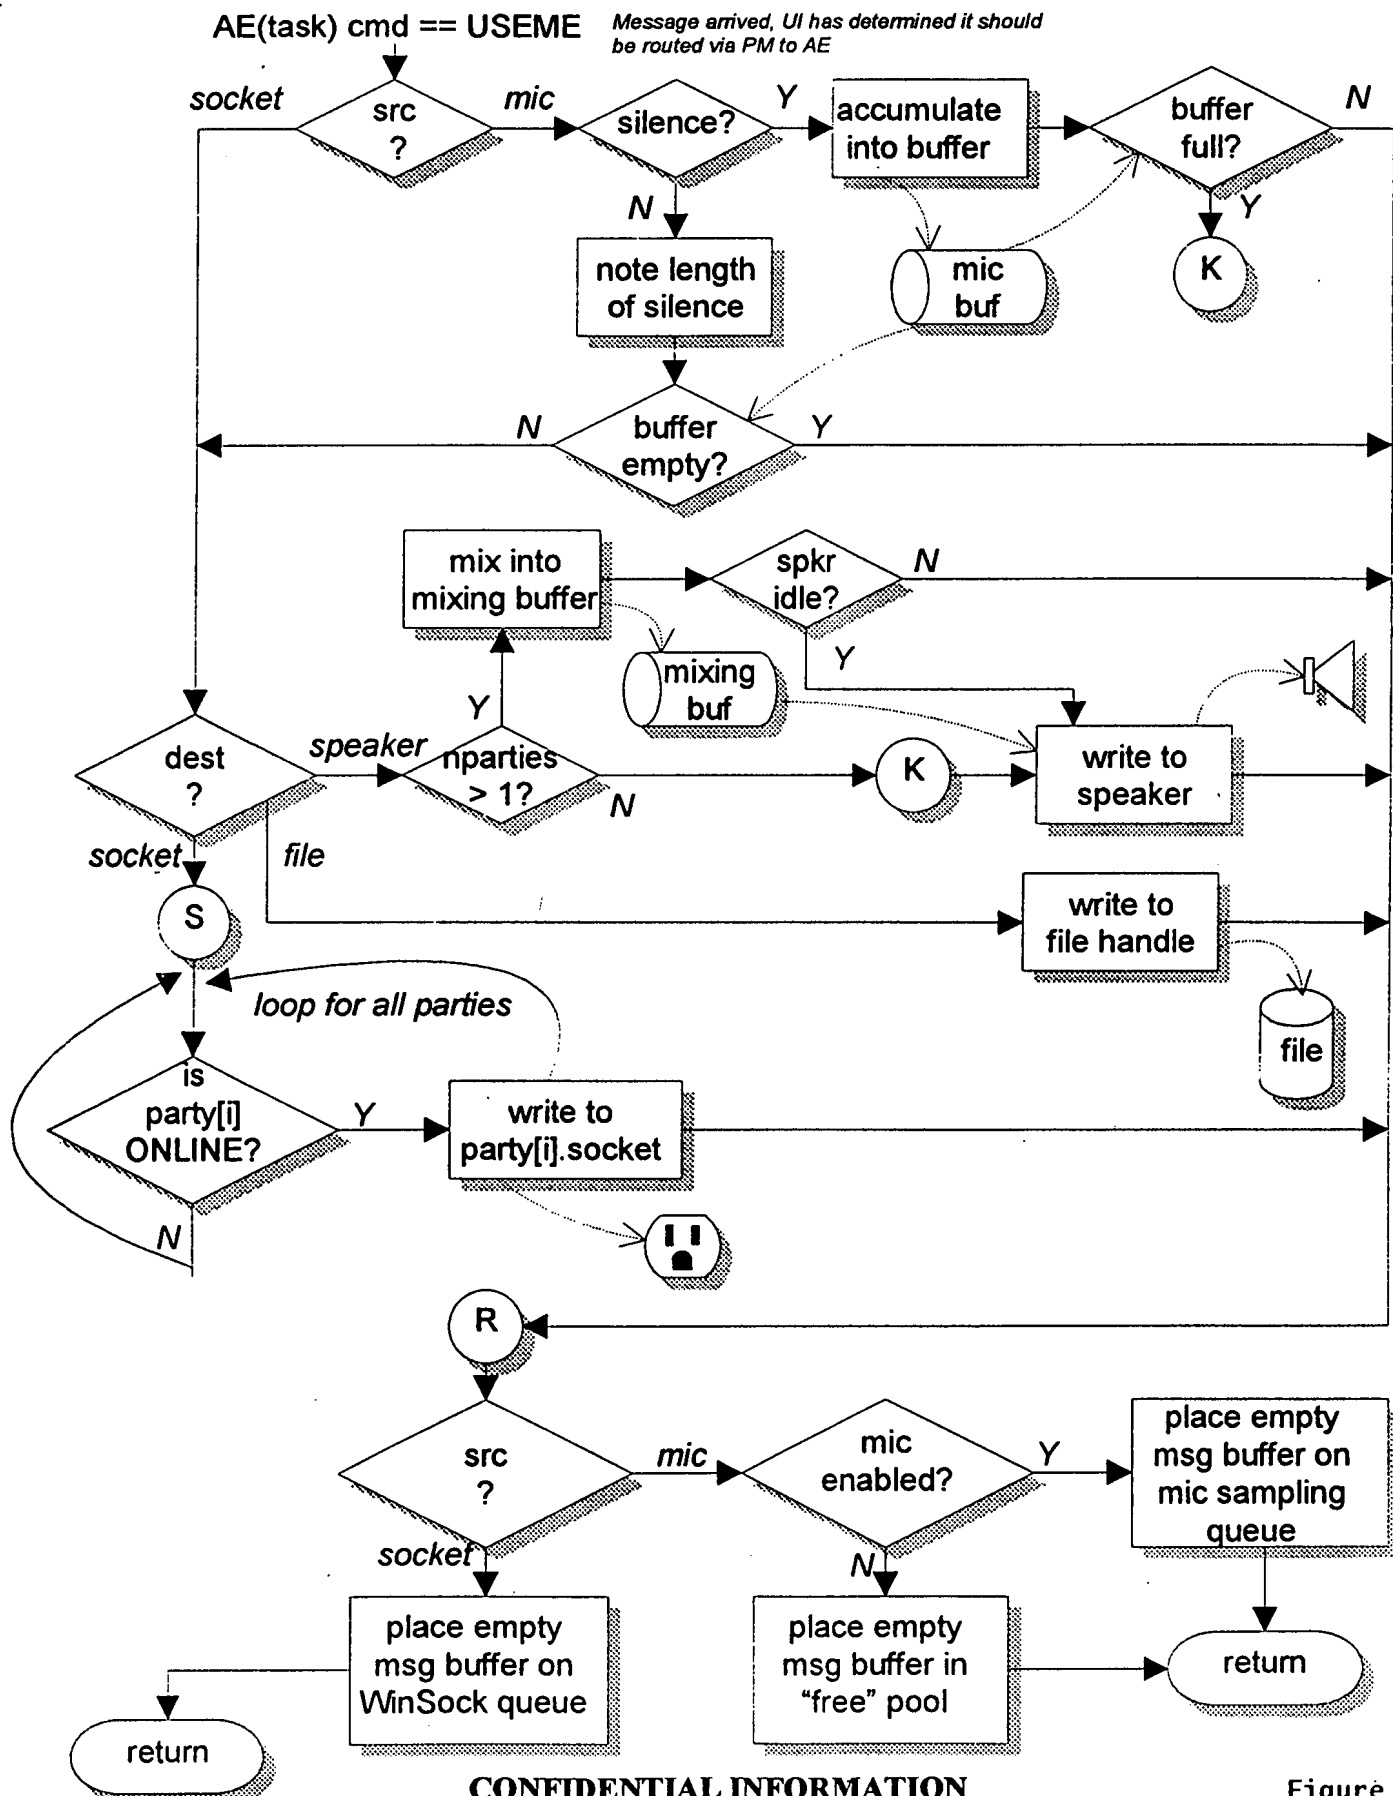 AE(task) cmd == USEME
Message arrived, UI has determined it should
be routed via PM to AE
socket
src
?
mic
silence?
Y
accumulate
into buffer
buffer
full?
N
N
Y
note length
of silence
mic
buf
K
N
buffer
empty?
Y
mix into
mixing buffer
spkr
idle?
N
Y
mixing
buf
Y
dest
?
speaker
nparties
> 1?
N
K
write to
speaker
socket
file
S
write to
file handle
loop for all parties
file
is
party[i]
ONLINE?
Y
write to
party[i].socket
N
R
src
?
mic
mic
enabled?
Y
place empty
msg buffer on
mic sampling
queue
socket
N
place empty
msg buffer on
WinSock queue
place empty
msg buffer in
“free” pool
return
return
CONFIDENTIAL INFORMATION
Figure